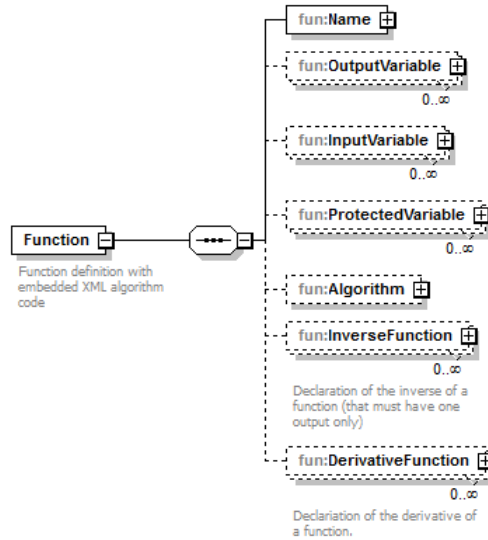 fun:Name
fun:OutputVariable
0..∞
fun:InputVariable
0..∞
fun:ProtectedVariable
0..∞
Function
Function definition with
embedded XML algorithm
code
fun:Algorithm
fun:InverseFunction
0..∞
Declaration of the inverse of a
function (that must have one
output only)
fun:DerivativeFunction
0..∞
Declariation of the derivative of
a function.